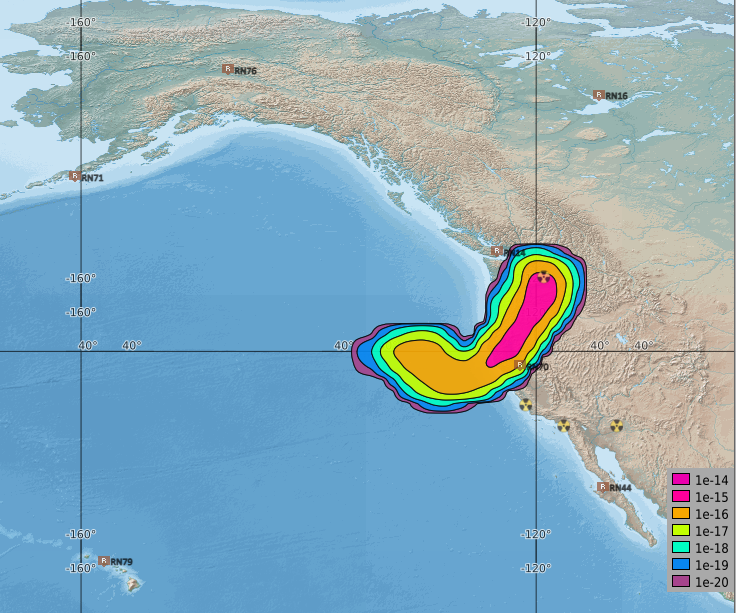 -160° -120°
-160° -120°
R RN76
R RN16
R RN71
R RN14
-160°
-160°
40° 40° 40° 40° 40°
R RN70
R RN44
-160° -120°
R RN79
-160° -120°
1e-14
1e-15
1e-16
1e-17
1e-18
1e-19
1e-20